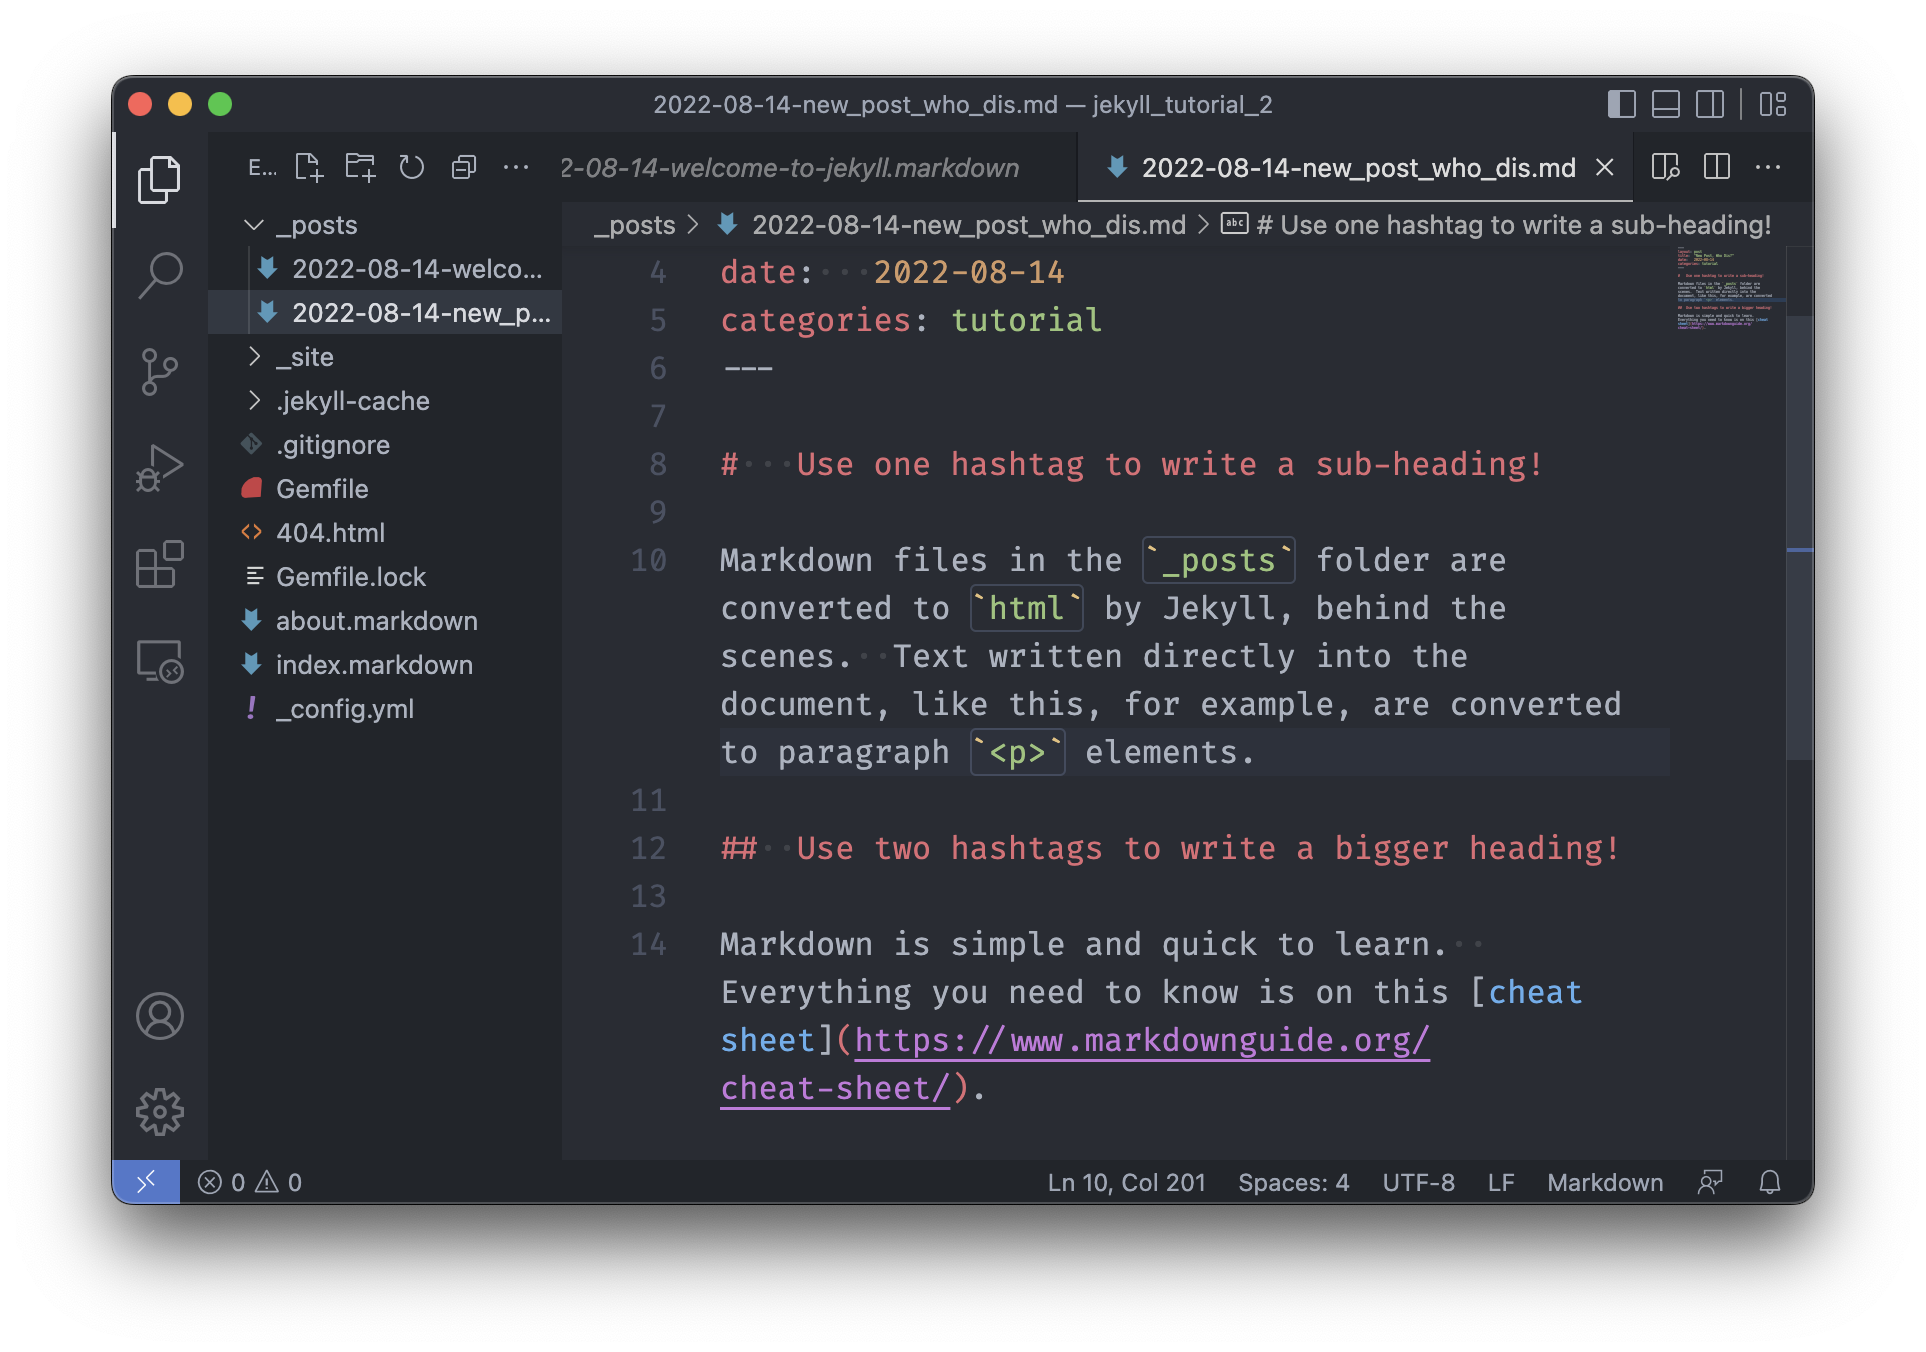 2022-08-14-new_post_who_dis.md — jekyll_tutorial_2
E...
2-08-14-welcome-to-jekyll.markdown
2022-08-14-new_post_who_dis.md
_posts
2022-08-14-welco...
2022-08-14-new_p...
_site
.jekyll-cache
.gitignore
Gemfile
404.html
Gemfile.lock
about.markdown
index.markdown
_config.yml
_posts > 2022-08-14-new_post_who_dis.md > abc # Use one hashtag to write a sub-heading!
4 date:   2022-08-14
5 categories: tutorial
6 ---
7
8 #   Use one hashtag to write a sub-heading!
9
10 Markdown files in the `_posts` folder are
converted to `html` by Jekyll, behind the
scenes.  Text written directly into the
document, like this, for example, are converted
to paragraph `<p>` elements.
11
12 ##  Use two hashtags to write a bigger heading!
13
14 Markdown is simple and quick to learn.
Everything you need to know is on this [cheat
sheet](https://www.markdownguide.org/
cheat-sheet/).
0 0
Ln 10, Col 201 Spaces: 4 UTF-8 LF Markdown